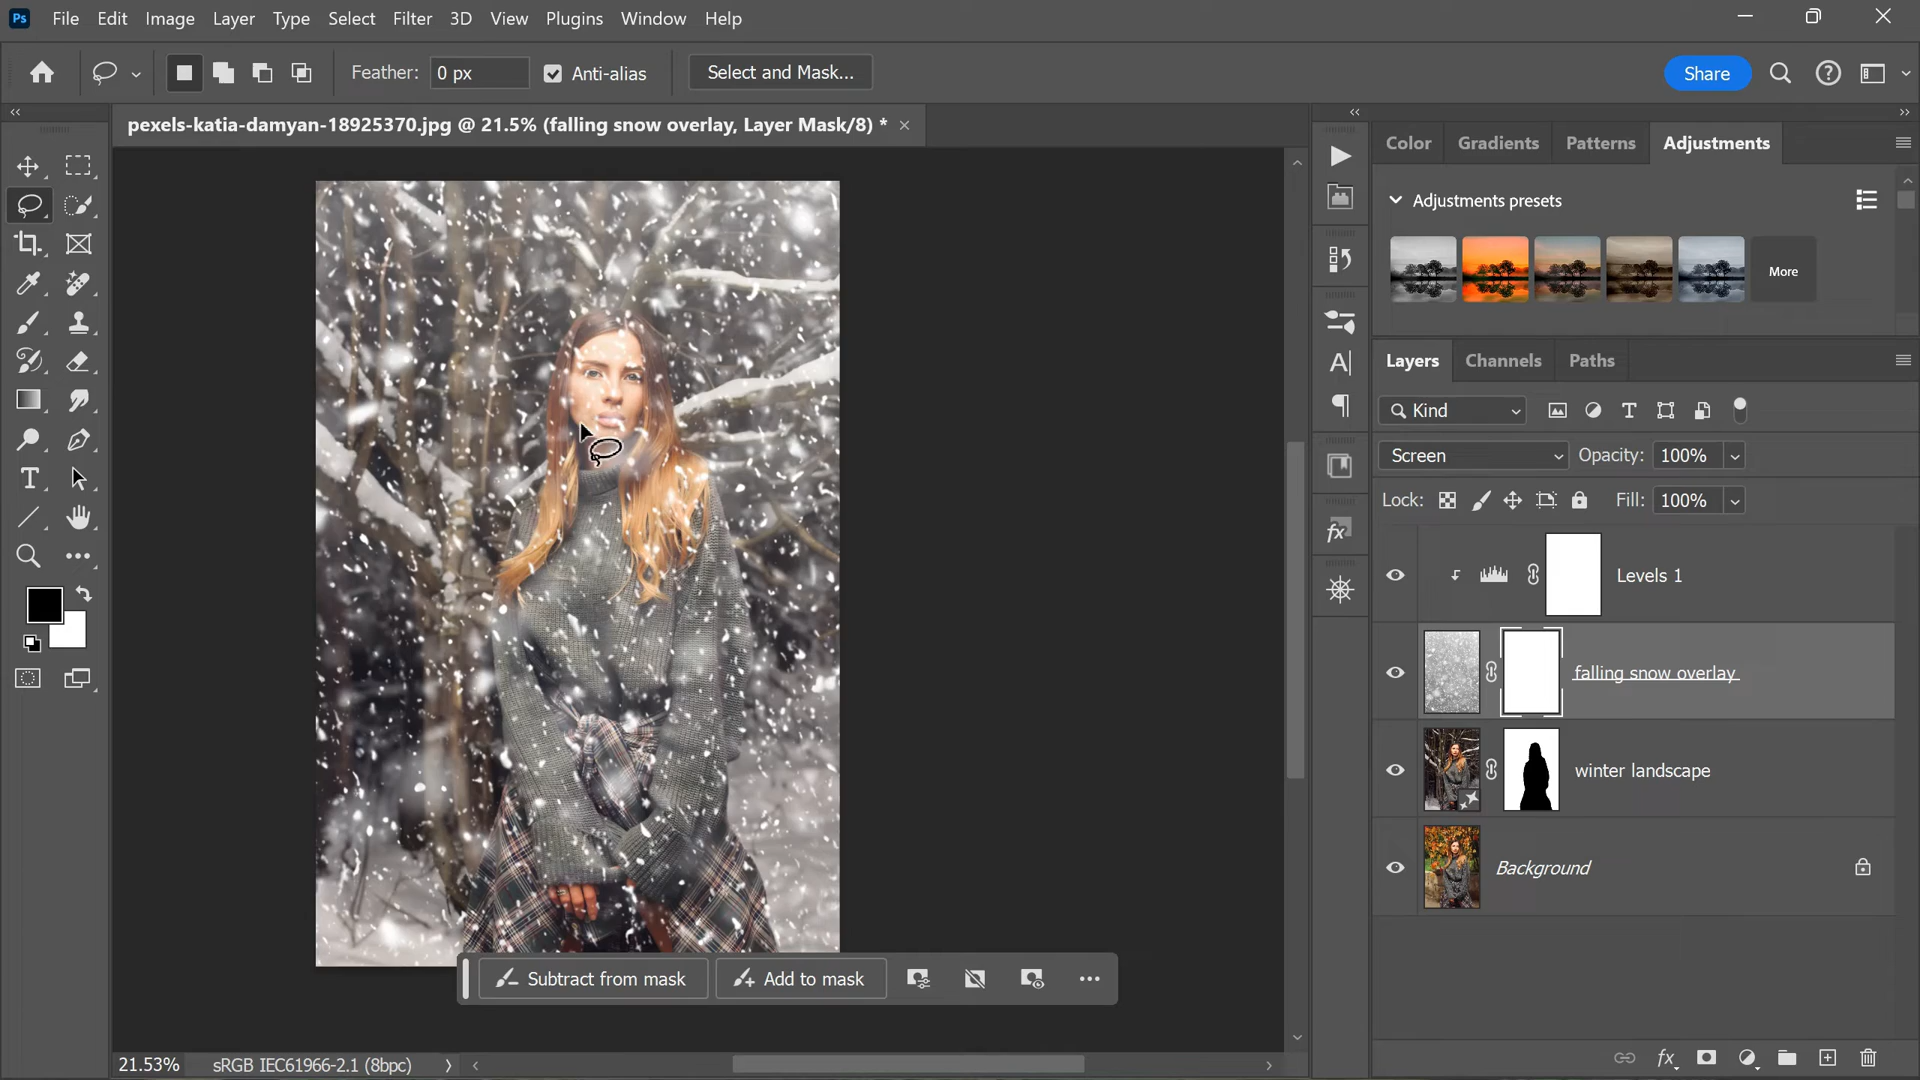 Ps File Edit Image Layer Type Select Filter 3D View Plugins Window Help
Feather: 0 px Anti-alias Select and Mask... Share
pexels-katia-damyan-18925370.jpg @ 21.5% (falling snow overlay, Layer Mask/8) *
Color Gradients Patterns Adjustments
Adjustments presets
More
Layers Channels Paths
Kind
Screen Opacity: 100%
Lock: Fill: 100%
Levels 1
falling snow overlay
winter landscape
Background
Subtract from mask Add to mask
21.53% sRGB IEC61966-2.1 (8bpc)